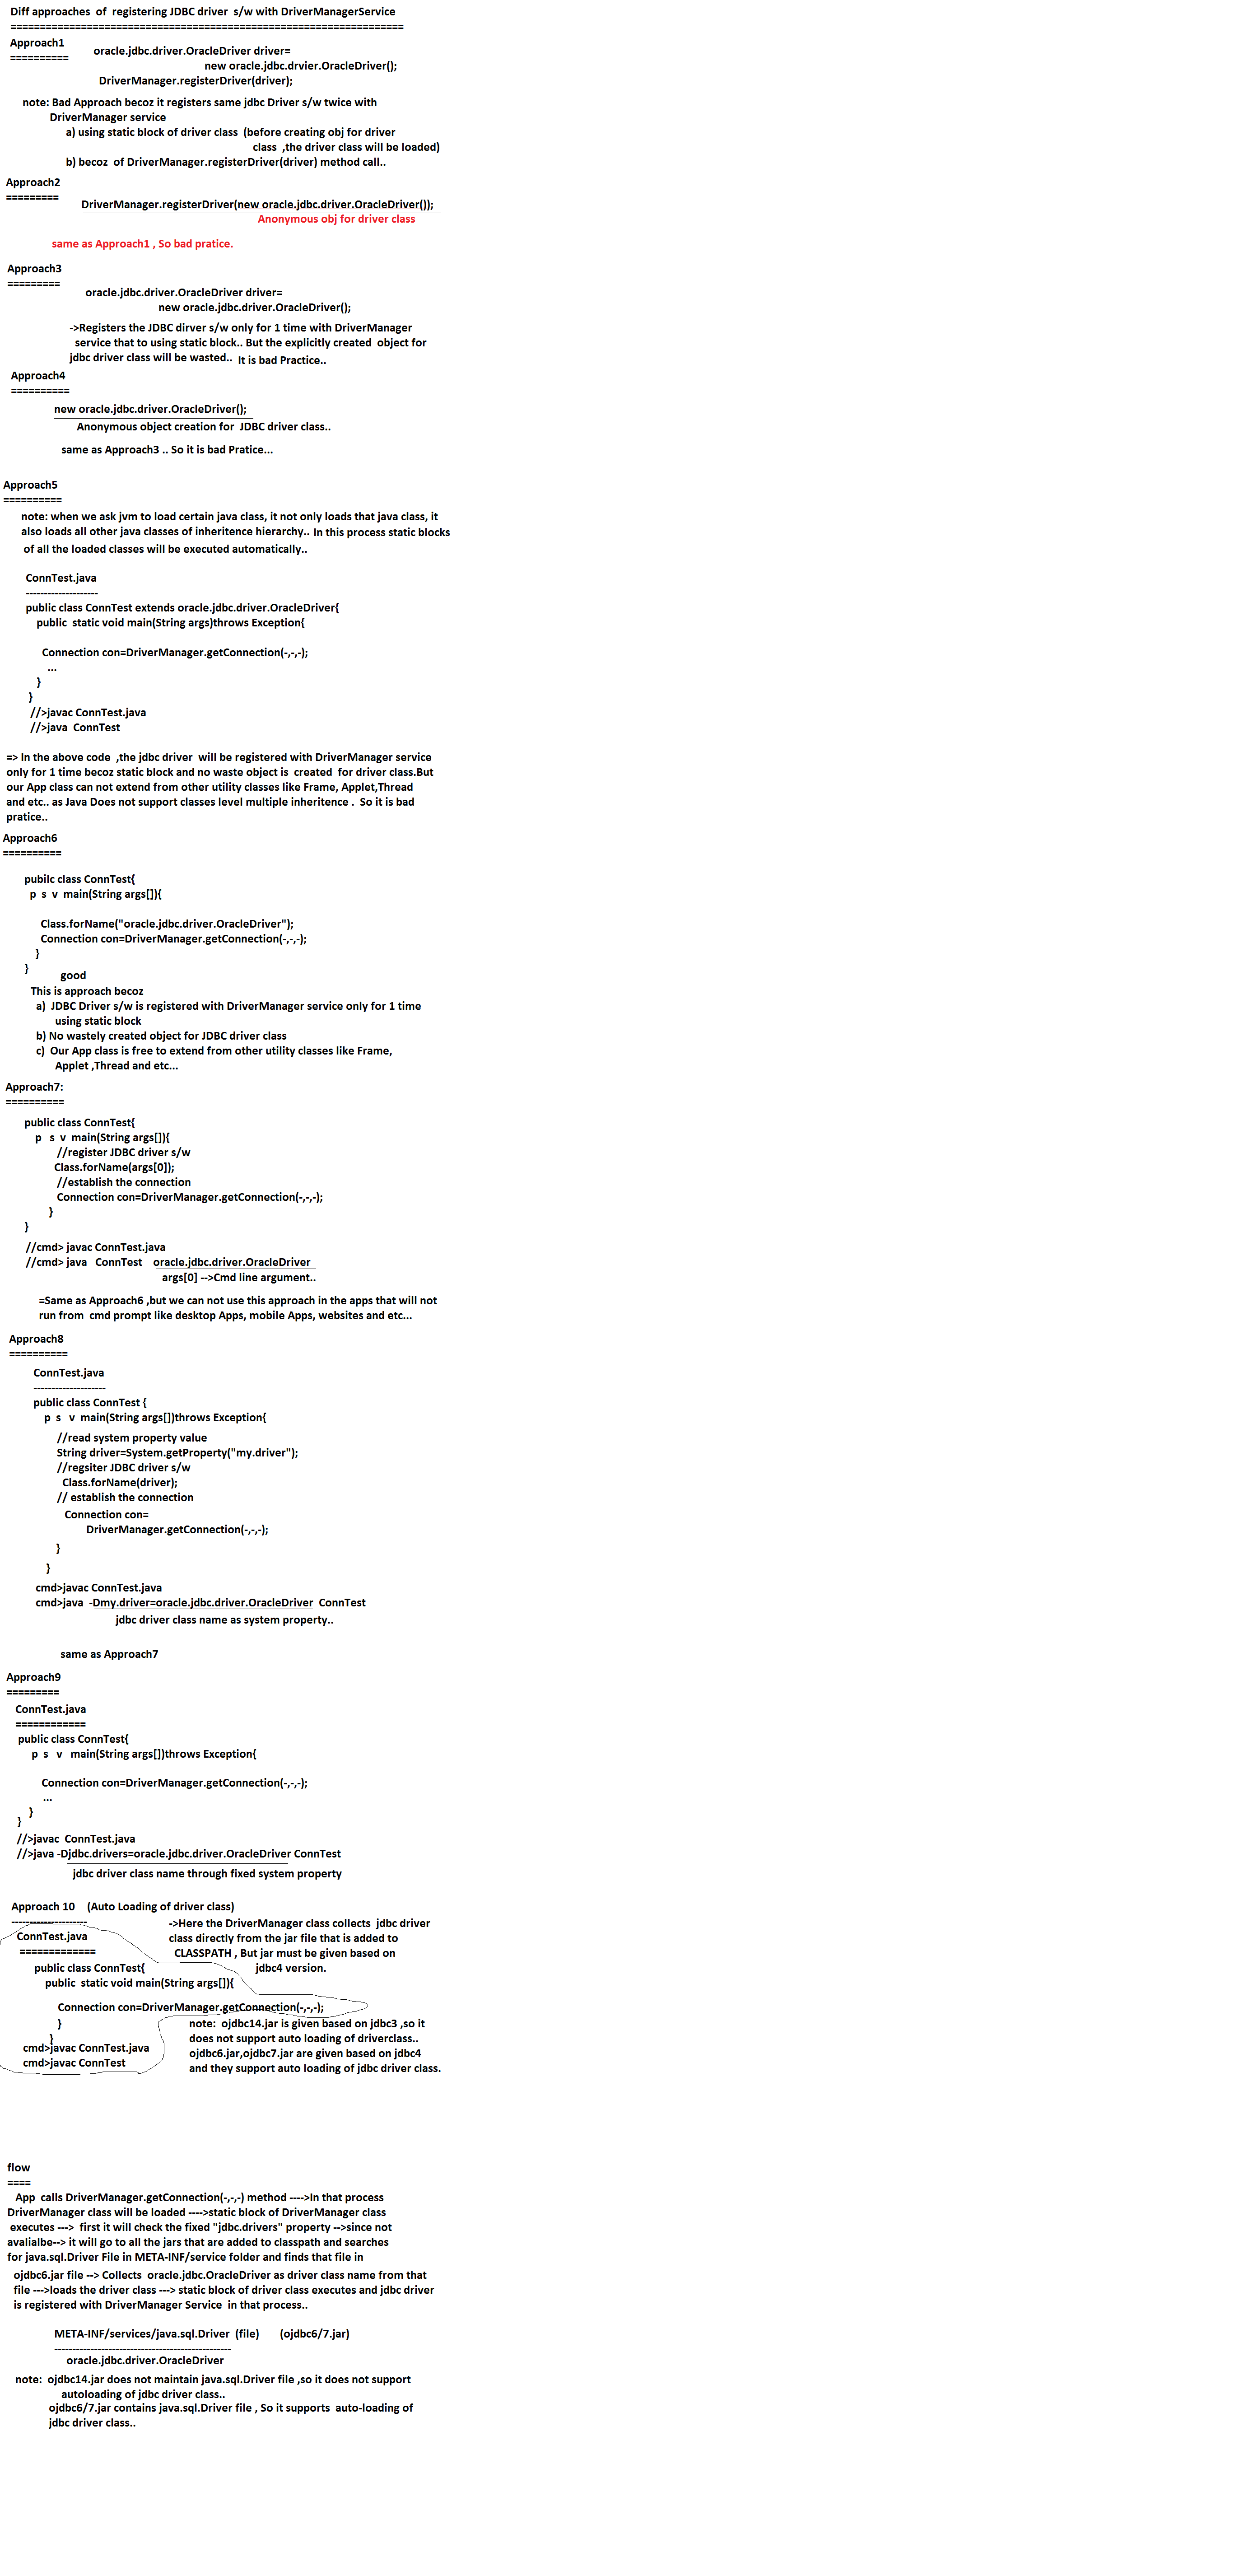 Diff approaches  of  registering JDBC driver  s/w with DriverManagerService
==================================================================
Approach1
==========
oracle.jdbc.driver.OracleDriver driver=
new oracle.jdbc.drvier.OracleDriver();
DriverManager.registerDriver(driver);
note: Bad Approach becoz it registers same jdbc Driver s/w twice with
DriverManager service
a) using static block of driver class  (before creating obj for driver
class  ,the driver class will be loaded)
b) becoz  of DriverManager.registerDriver(driver) method call..
Approach2
=========
DriverManager.registerDriver(new oracle.jdbc.driver.OracleDriver());
Anonymous obj for driver class
same as Approach1 , So bad pratice.
Approach3
=========
oracle.jdbc.driver.OracleDriver driver=
new oracle.jdbc.driver.OracleDriver();
->Registers the JDBC dirver s/w only for 1 time with DriverManager
service that to using static block.. But the explicitly created  object for
jdbc driver class will be wasted..  It is bad Practice..
Approach4
==========
new oracle.jdbc.driver.OracleDriver();
Anonymous object creation for  JDBC driver class..
same as Approach3 .. So it is bad Pratice...
Approach5
==========
note: when we ask jvm to load certain java class, it not only loads that java class, it
also loads all other java classes of inheritence hierarchy.. In this process static blocks
of all the loaded classes will be executed automatically..
ConnTest.java
--------------------
public class ConnTest extends oracle.jdbc.driver.OracleDriver{
public  static void main(String args)throws Exception{
Connection con=DriverManager.getConnection(-,-,-);
...
}
}
//>javac ConnTest.java
//>java  ConnTest
=> In the above code  ,the jdbc driver  will be registered with DriverManager service
only for 1 time becoz static block and no waste object is  created  for driver class.But
our App class can not extend from other utility classes like Frame, Applet,Thread
and etc.. as Java Does not support classes level multiple inheritence .  So it is bad
pratice..
Approach6
==========
pubilc class ConnTest{
p  s  v  main(String args[]){
Class.forName("oracle.jdbc.driver.OracleDriver");
Connection con=DriverManager.getConnection(-,-,-);
}
}
good
This is approach becoz
a)  JDBC Driver s/w is registered with DriverManager service only for 1 time
using static block
b) No wastely created object for JDBC driver class
c)  Our App class is free to extend from other utility classes like Frame,
Applet ,Thread and etc...
Approach7:
==========
public class ConnTest{
p   s  v  main(String args[]){
//register JDBC driver s/w
Class.forName(args[0]);
//establish the connection
Connection con=DriverManager.getConnection(-,-,-);
}
}
//cmd> javac ConnTest.java
//cmd> java   ConnTest    oracle.jdbc.driver.OracleDriver
args[0] -->Cmd line argument..
=Same as Approach6 ,but we can not use this approach in the apps that will not
run from  cmd prompt like desktop Apps, mobile Apps, websites and etc...
Approach8
==========
ConnTest.java
--------------------
public class ConnTest {
p  s   v  main(String args[])throws Exception{
//read system property value
String driver=System.getProperty("my.driver");
//regsiter JDBC driver s/w
Class.forName(driver);
// establish the connection
Connection con=
DriverManager.getConnection(-,-,-);
}
}
cmd>javac ConnTest.java
cmd>java  -Dmy.driver=oracle.jdbc.driver.OracleDriver  ConnTest
jdbc driver class name as system property..
same as Approach7
Approach9
=========
ConnTest.java
============
public class ConnTest{
p  s   v   main(String args[])throws Exception{
Connection con=DriverManager.getConnection(-,-,-);
...
}
}
//>javac  ConnTest.java
//>java -Djdbc.drivers=oracle.jdbc.driver.OracleDriver ConnTest
jdbc driver class name through fixed system property
Approach 10    (Auto Loading of driver class)
---------------------
->Here the DriverManager class collects  jdbc driver
class directly from the jar file that is added to
CLASSPATH , But jar must be given based on
jdbc4 version.
ConnTest.java
=============
public class ConnTest{
public  static void main(String args[]){
Connection con=DriverManager.getConnection(-,-,-);
}
}
cmd>javac ConnTest.java
cmd>javac ConnTest
note:  ojdbc14.jar is given based on jdbc3 ,so it
does not support auto loading of driverclass..
ojdbc6.jar,ojdbc7.jar are given based on jdbc4
and they support auto loading of jdbc driver class.
flow
====
App  calls DriverManager.getConnection(-,-,-) method ---->In that process
DriverManager class will be loaded ---->static block of DriverManager class
executes --->  first it will check the fixed "jdbc.drivers" property -->since not
avalialbe--> it will go to all the jars that are added to classpath and searches
for java.sql.Driver File in META-INF/service folder and finds that file in
ojdbc6.jar file --> Collects  oracle.jdbc.OracleDriver as driver class name from that
file --->loads the driver class ---> static block of driver class executes and jdbc driver
is registered with DriverManager Service  in that process..
META-INF/services/java.sql.Driver  (file)       (ojdbc6/7.jar)
-------------------------------------------------
oracle.jdbc.driver.OracleDriver
note:  ojdbc14.jar does not maintain java.sql.Driver file ,so it does not support
autoloading of jdbc driver class..
ojdbc6/7.jar contains java.sql.Driver file , So it supports  auto-loading of
jdbc driver class..